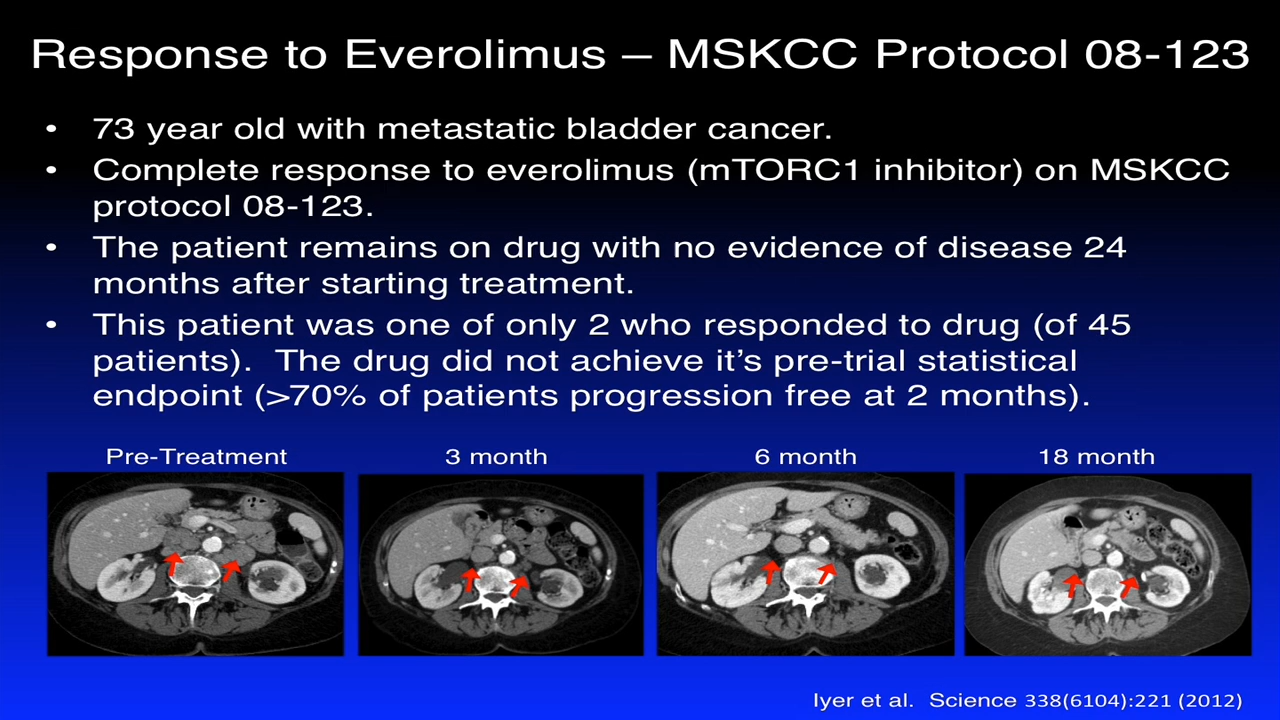 Response to Everolimus – MSKCC Protocol 08-123
• 73 year old with metastatic bladder cancer.
• Complete response to everolimus (mTORC1 inhibitor) on MSKCC
protocol 08-123.
• The patient remains on drug with no evidence of disease 24
months after starting treatment.
• This patient was one of only 2 who responded to drug (of 45
patients).  The drug did not achieve it’s pre-trial statistical
endpoint (>70% of patients progression free at 2 months).
Pre-Treatment 3 month 6 month 18 month
Iyer et al.  Science 338(6104):221 (2012)